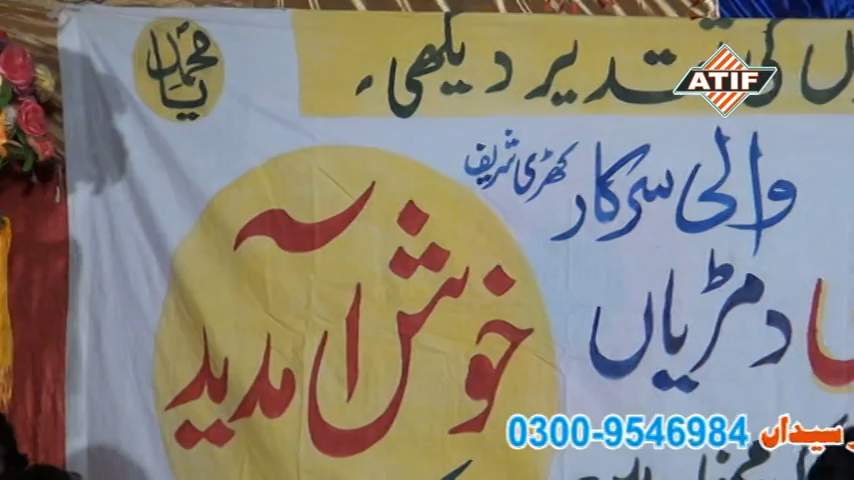 یا محمدؐ
کی تقدیر دیکھی
ATIF
والی سرکار کھڑی شریف
دمڑیاں
خوش آمدید
0300-9546984
سیداں